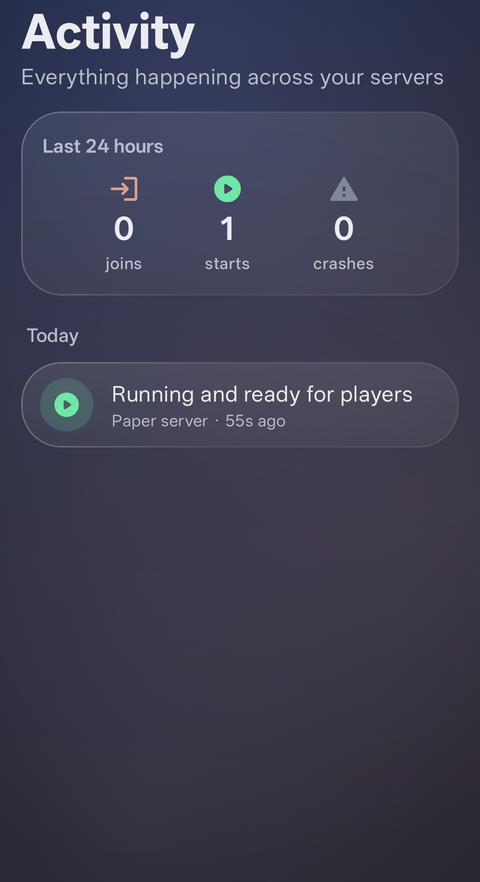 Activity
Everything happening across your servers
Last 24 hours
0 1 0
joins starts crashes
Today
Running and ready for players
Paper server · 55s ago